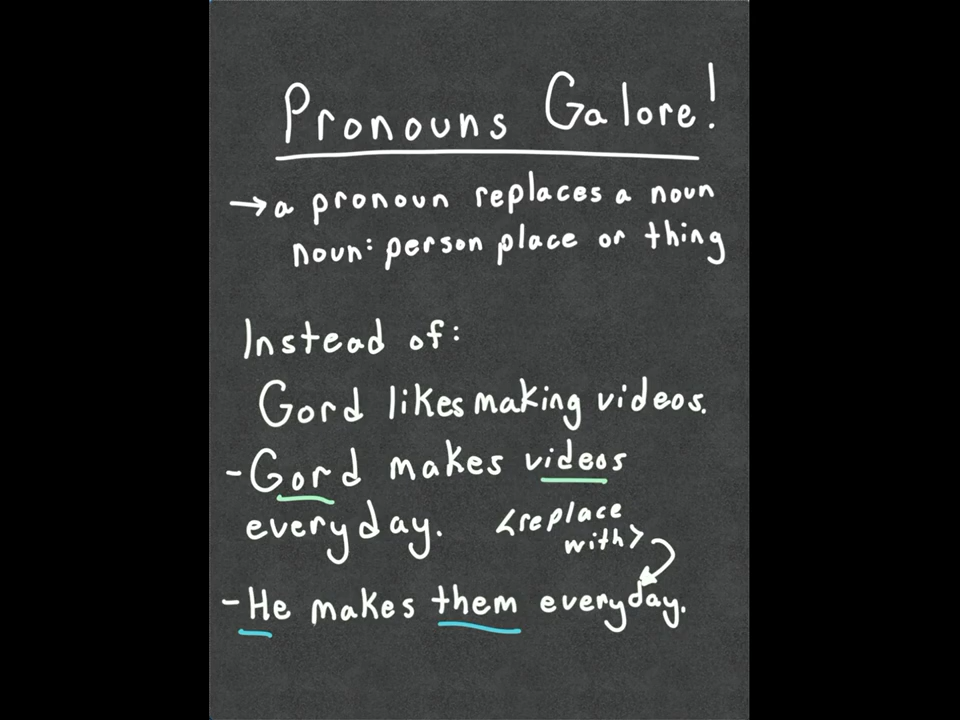 Pronouns Galore!
→ a pronoun replaces a noun
noun: person place or thing
Instead of:
Gord likes making videos.
- Gord makes videos
everyday. <replace
with>
- He makes them everyday.